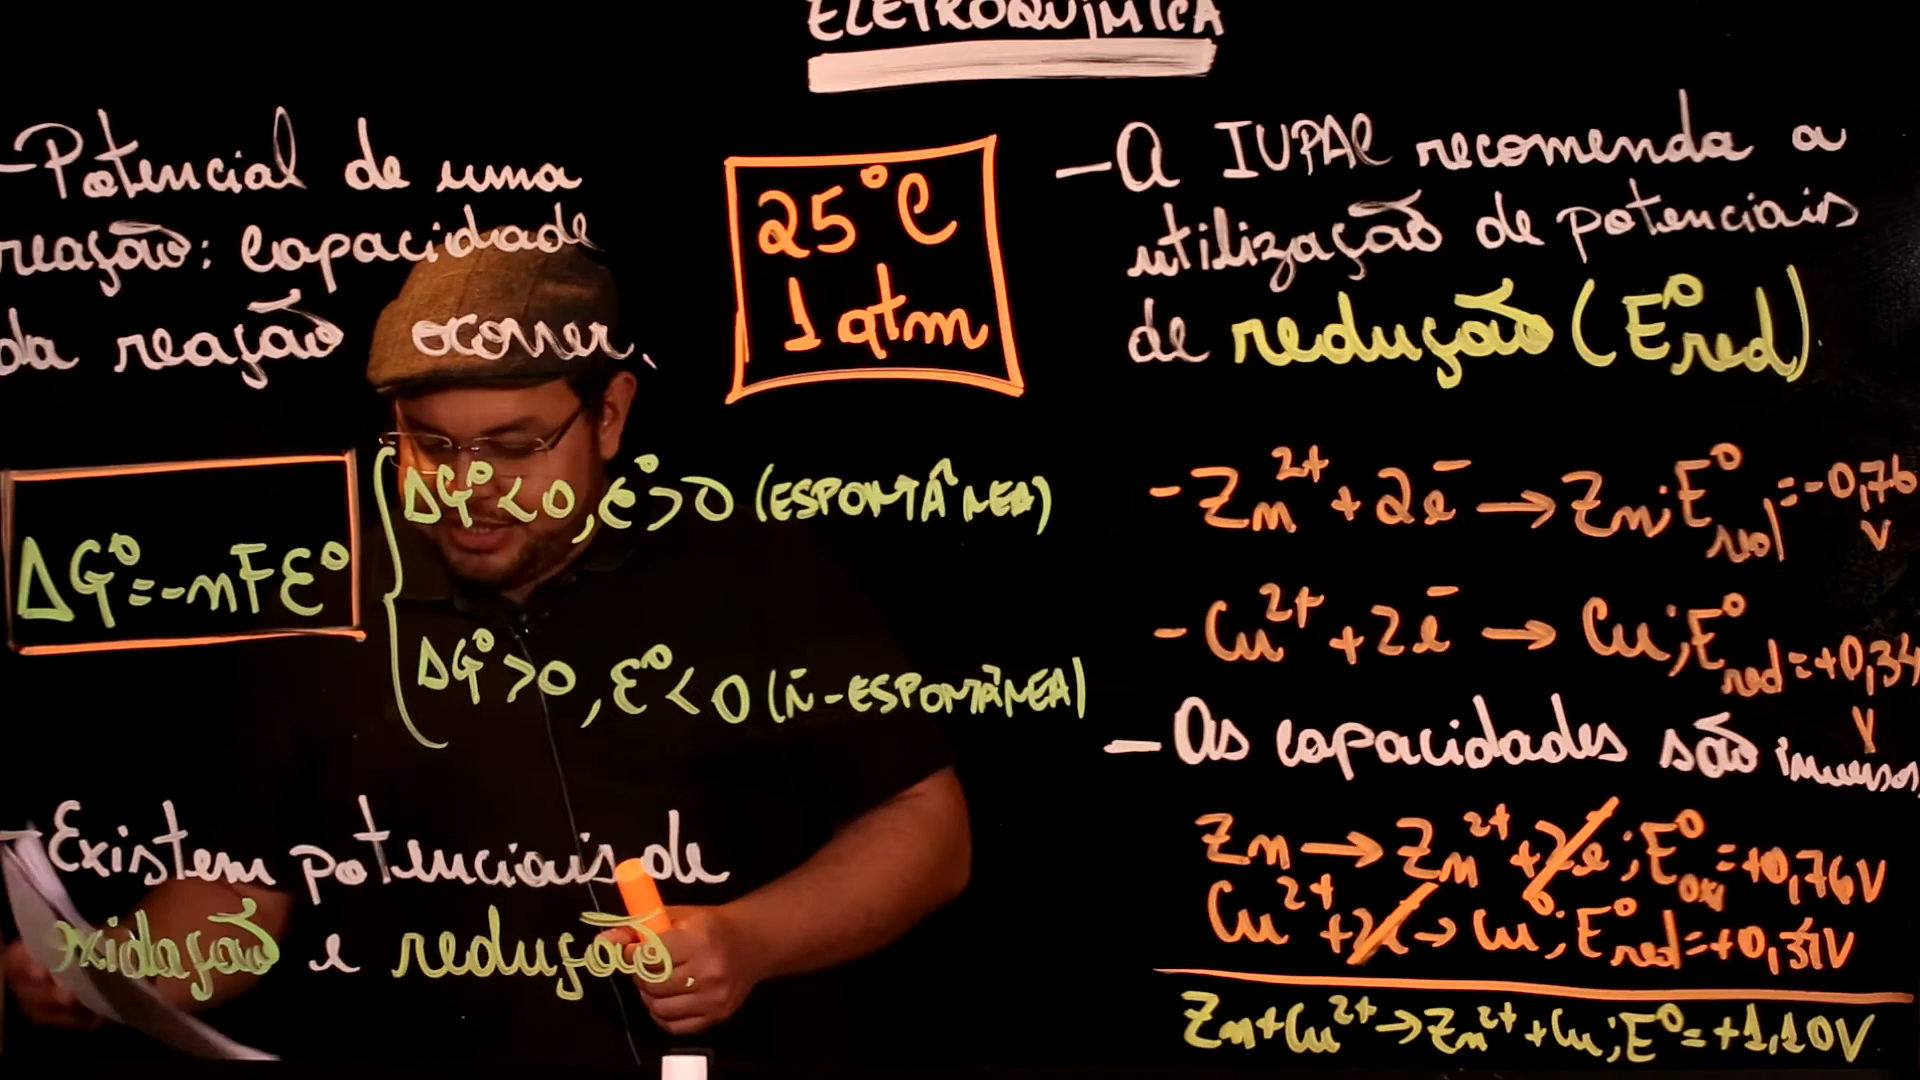 ELETROQUÍMICA
- Potencial de uma
reação: capacidade
da reação ocorrer.
25°C
1 atm
ΔG°=-nFE°
ΔG°<0, E°>0 (ESPONTÂNEA)
ΔG°>0, E°<0 (Ñ-ESPONTÂNEA)
- Existem potenciais de
oxidação e redução.
- A IUPAC recomenda a
utilização de potenciais
de redução (E°red)
- Zn²⁺ + 2e⁻ → Zn; E°red = -0,76 V
- Cu²⁺ + 2e⁻ → Cu; E°red = +0,34 V
- As capacidades são inversas
Zn → Zn²⁺ + 2e⁻; E°oxi = +0,76V
Cu²⁺ + 2e⁻ → Cu°; E°red = +0,34V
Zn + Cu²⁺ → Zn²⁺ + Cu; E° = +1,10V